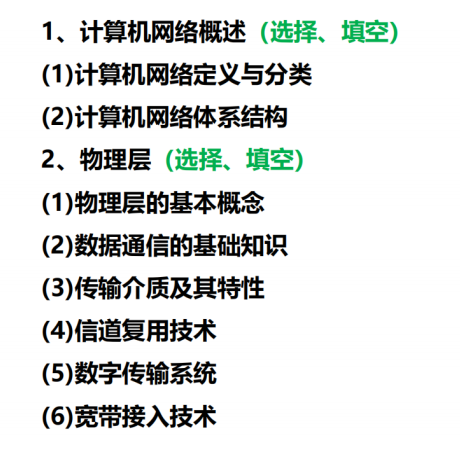 1、计算机网络概述（选择、填空）
(1)计算机网络定义与分类
(2)计算机网络体系结构
2、物理层（选择、填空）
(1)物理层的基本概念
(2)数据通信的基础知识
(3)传输介质及其特性
(4)信道复用技术
(5)数字传输系统
(6)宽带接入技术